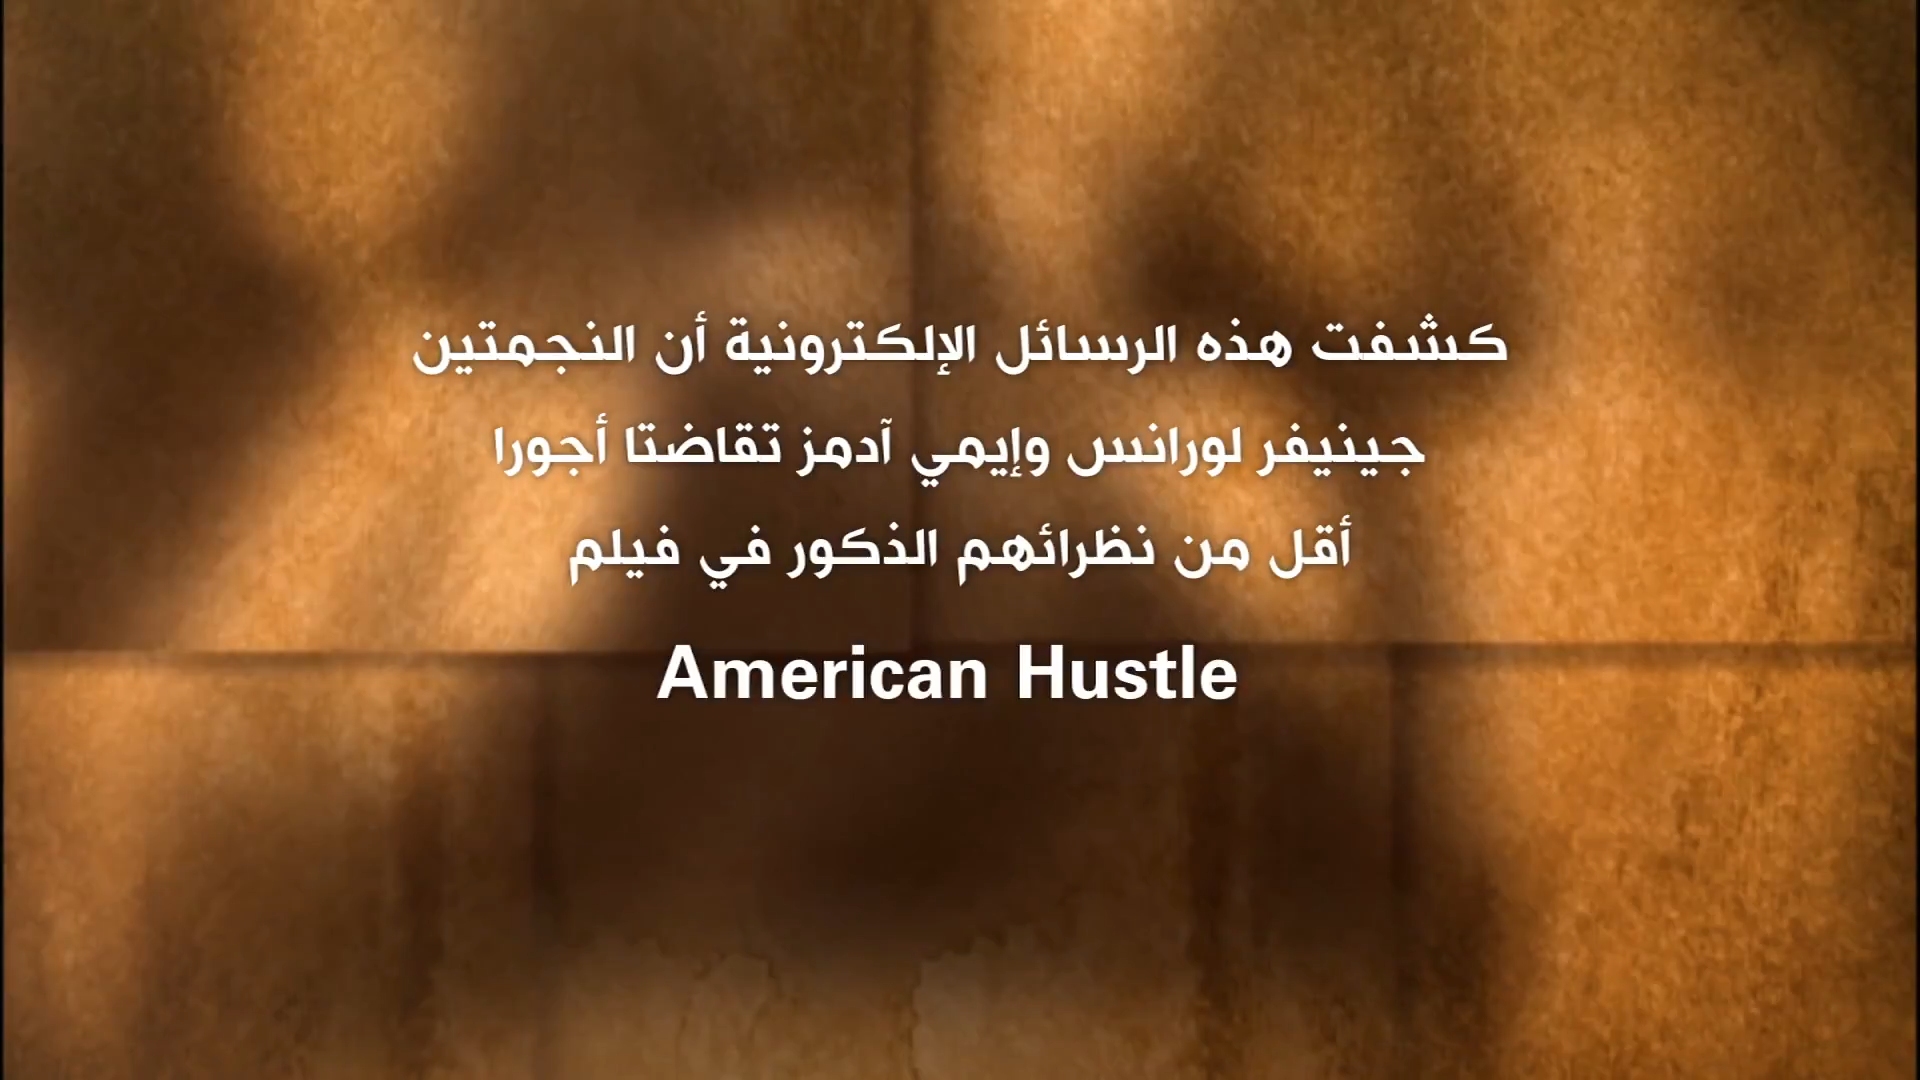 كشفت هذه الرسائل الإلكترونية أن النجمتين
جينيفر لورانس وإيمي آدمز تقاضتا أجورا
أقل من نظرائهم الذكور في فيلم
American Hustle